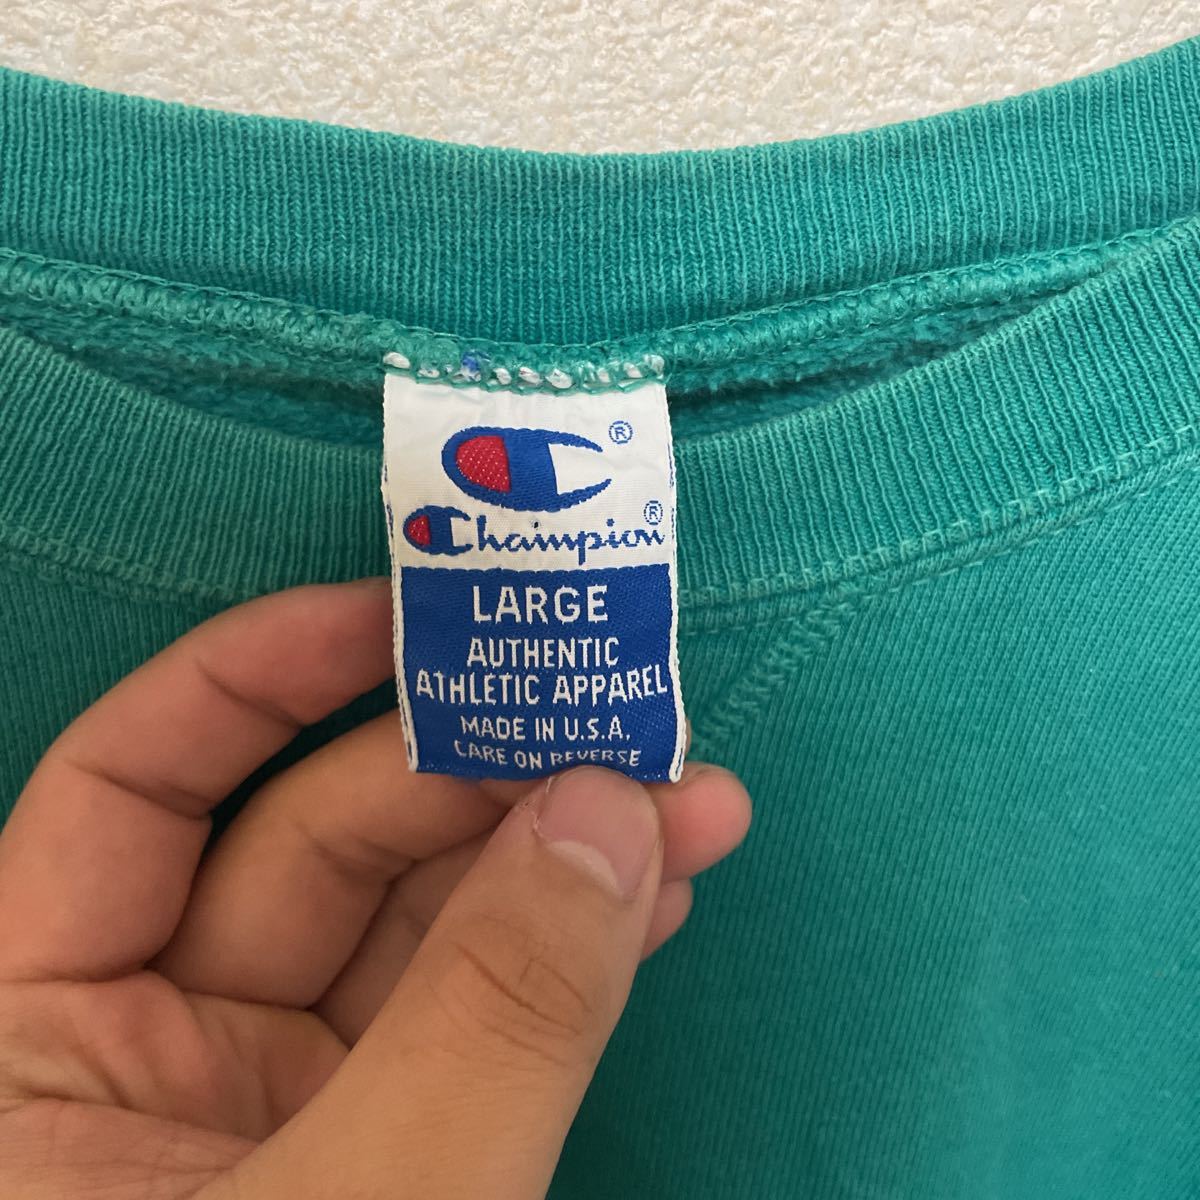 ®
Champion®
LARGE
AUTHENTIC
ATHLETIC APPAREL
MADE IN U.S.A.
CARE ON REVERSE